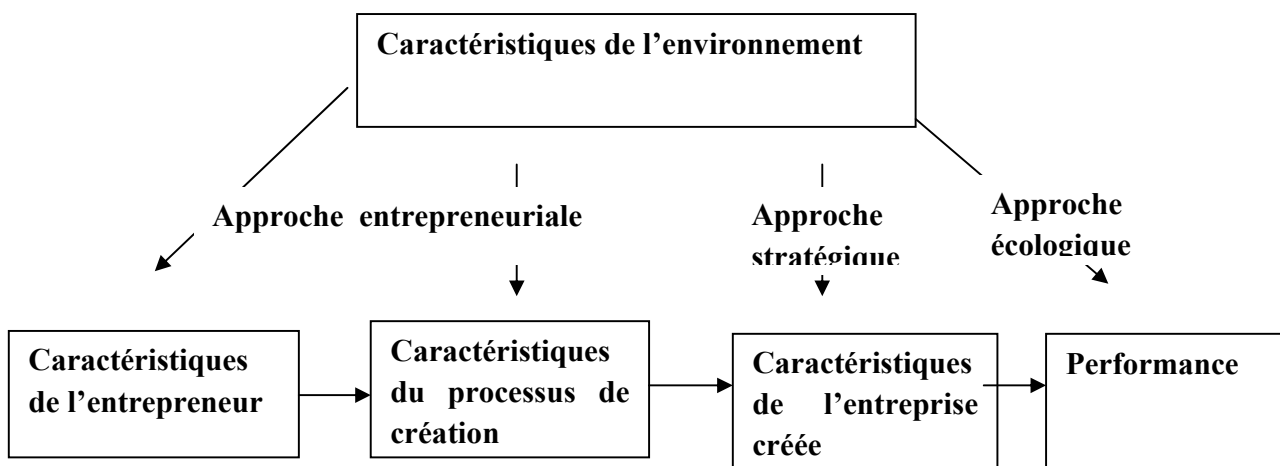 Caractéristiques de l’environnement
Approche entrepreneuriale
Approche
stratégique
Approche
écologique
Caractéristiques
de l’entrepreneur
Caractéristiques
du processus de
création
Caractéristiques
de l’entreprise
créée
Performance